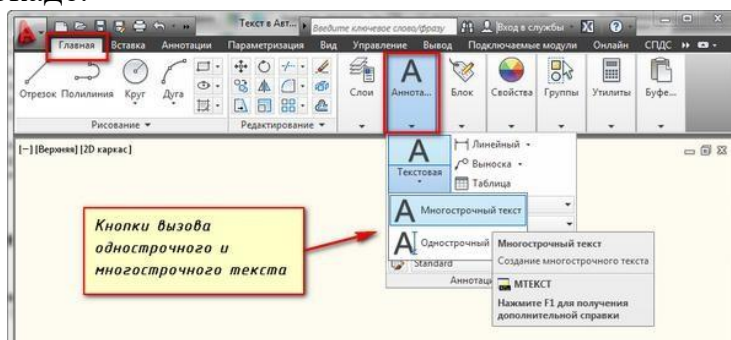 Текст в Авт... Введите ключевое слово/фразу Вход в службы
Главная Вставка Аннотации Параметризация Вид Управление Вывод Подключаемые модули Онлайн СПДС
Отрезок Полилиния Круг Дуга Слои Аннота... Блок Свойства Группы Утилиты Буфе...
Рисование Редактирование
[−] [Верхняя] [2D каркас]
Линейный
Выноска
Текстовая
Таблица
Многострочный текст
Однострочный
Standard
Многострочный текст
Создание многострочного текста
МТЕКСТ
Нажмите F1 для получения
дополнительной справки
Кнопки вызова
однострочного и
многострочного текста